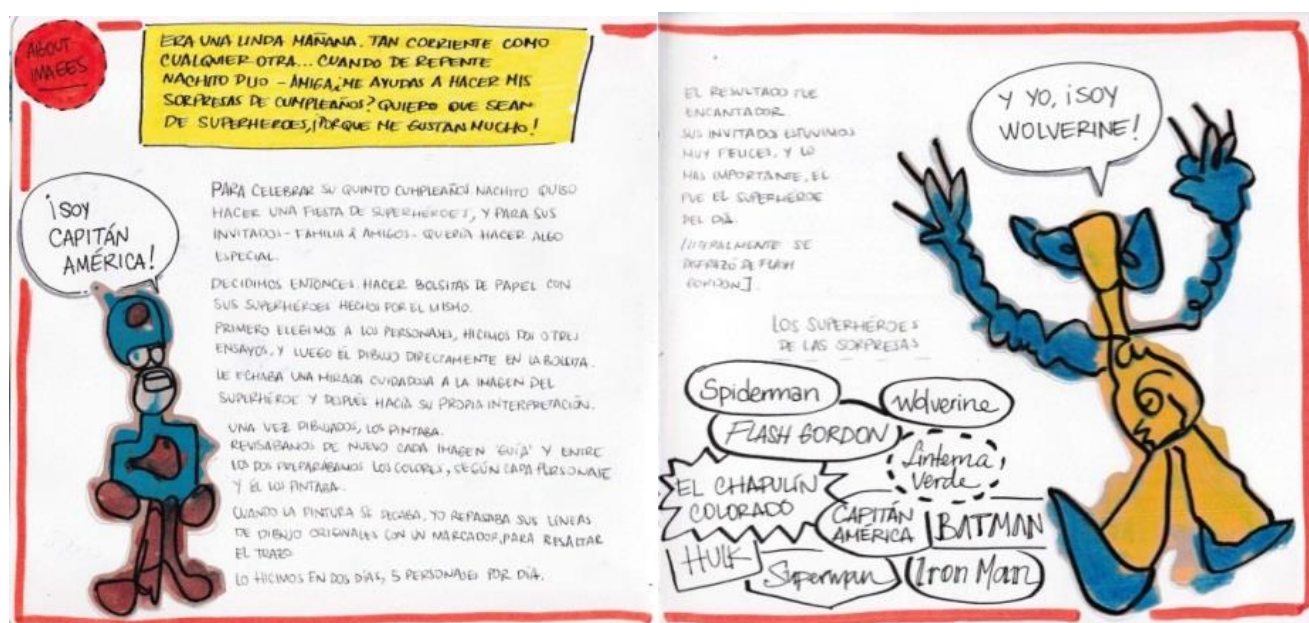 ABOUT
IMAGES
ERA UNA LINDA MAÑANA. TAN CORRIENTE COMO
CUALQUIER OTRA... CUANDO DE REPENTE
NACHITO DIJO - AMIGA ¿ME AYUDAS A HACER MIS
SORPRESAS DE CUMPLEAÑOS? QUIERO QUE SEAN
DE SUPERHEROES, ¡PORQUE ME GUSTAN MUCHO!
¡SOY
CAPITÁN
AMÉRICA!
PARA CELEBRAR SU QUINTO CUMPLEAÑOS NACHITO QUISO
HACER UNA FIESTA DE SUPERHÉROES, Y PARA SUS
INVITADOS - FAMILIA & AMIGOS - QUERÍA HACER ALGO
ESPECIAL.
DECIDIMOS ENTONCES HACER BOLSITAS DE PAPEL CON
SUS SUPERHÉROES HECHOS POR EL MISMO.
PRIMERO ELEGIMOS A LOS PERSONAJES, HICIMOS DOS O TRES
ENSAYOS, Y LUEGO ÉL DIBUJO DIRECTAMENTE EN LA BOLSITA.
LE ECHABA UNA MIRADA CUIDADOSA A LA IMAGEN DEL
SUPERHÉROE Y DESPUÉS HACÍA SU PROPIA INTERPRETACIÓN.
UNA VEZ DIBUJADOS, LOS PINTABA.
REVISABAMOS DE NUEVO CADA IMAGEN 'GUÍA' Y ENTRE
LOS DOS PREPARÁBAMOS LOS COLORES, SEGÚN CADA PERSONAJE
Y ÉL LOS PINTABA.
CUANDO LA PINTURA SE SECABA, YO REPASABA SUS LÍNEAS
DE DIBUJO ORIGINALES CON UN MARCADOR, PARA RESALTAR
EL TRAZO
LO HICIMOS EN DOS DÍAS, 5 PERSONAJES POR DÍA.
EL RESULTADO FUE
ENCANTADOR.
SUS INVITADOS ESTUVIMOS
MUY FELICES, Y LO
MAS IMPORTANTE, EL
FUE EL SUPERHÉROE
DEL DÍA.
[LITERALMENTE SE
DISFRAZÓ DE FLASH
GORDON].
Y YO, ¡SOY
WOLVERINE!
LOS SUPERHÉROES
DE LAS SORPRESAS
Spiderman
Wolverine
FLASH GORDON
Linterna
Verde
EL CHAPULÍN
COLORADO
CAPITÁN
AMÉRICA
BATMAN
HULK
Superman
Iron Man